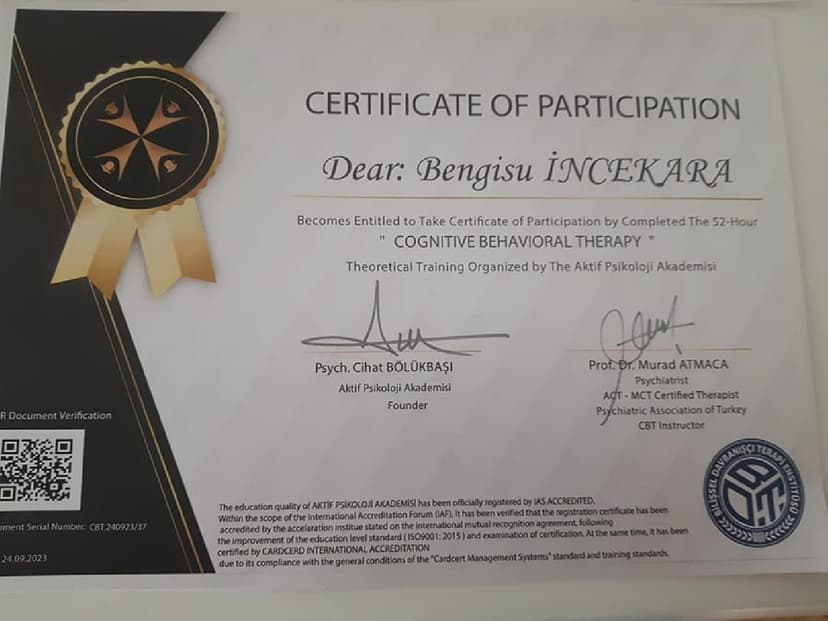 CERTIFICATE OF PARTICIPATION
Dear: Bengisu İNCEKARA
Becomes Entitled to Take Certificate of Participation by Completed The 52-Hour
" COGNITIVE BEHAVIORAL THERAPY "
Theoretical Training Organized by The Aktif Psikoloji Akademisi
Psych. Cihat BÖLÜKBAŞI
Aktif Psikoloji Akademisi
Founder
Prof. Dr. Murad ATMACA
Psychiatrist
ACT - MCT Certified Therapist
Psychiatric Association of Turkey
CBT Instructor
R Document Verification
ment Serial Number: CBT.240923/37
24.09.2023
The education quality of AKTİF PSİKOLOJİ AKADEMİSİ has been officially registered by IAS ACCREDITED.
Within the scope of the International Accreditation Forum (IAF), it has been verified that the registration certificate has been
accredited by the accelaration institue stated on the international mutual recognition agreement, following
the improvement of the education level standard ( ISO9001: 2015 ) and examination of certification. At the same time, it has been
certified by CARDCERD INTERNATIONAL ACCREDITATION
due to its compliance with the general conditions of the "Cardcert Management Systems" standard and training standards.
BİLİŞSEL DAVRANIŞÇI TERAPİ ENSTİTÜSÜ